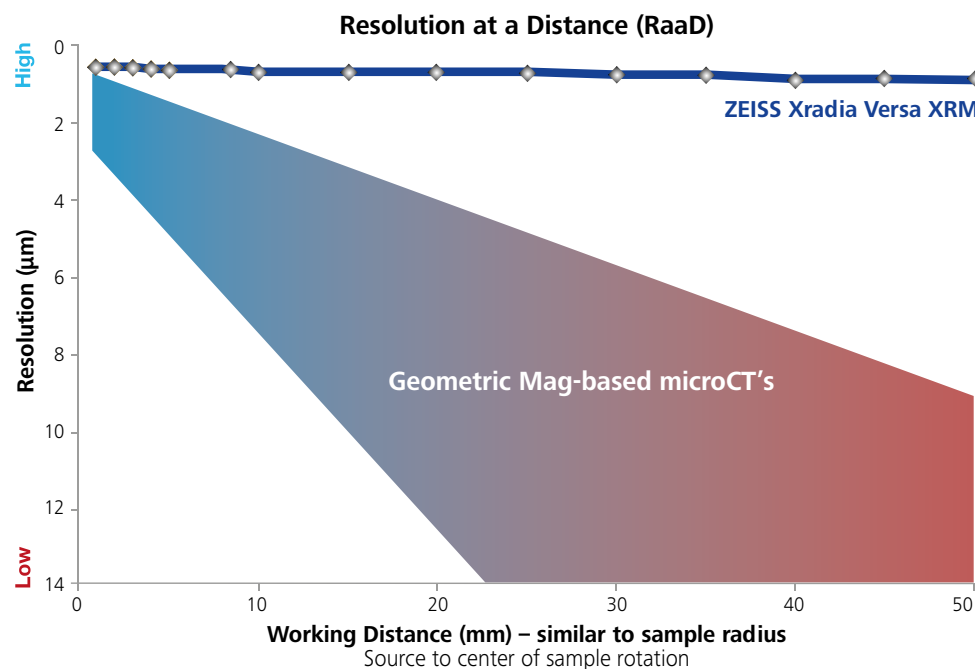 Resolution at a Distance (RaaD)
High
Low
Resolution (µm)
0
2
4
6
8
10
12
14
ZEISS Xradia Versa XRM
Geometric Mag-based microCT's
0 10 20 30 40 50
Working Distance (mm) – similar to sample radius
Source to center of sample rotation